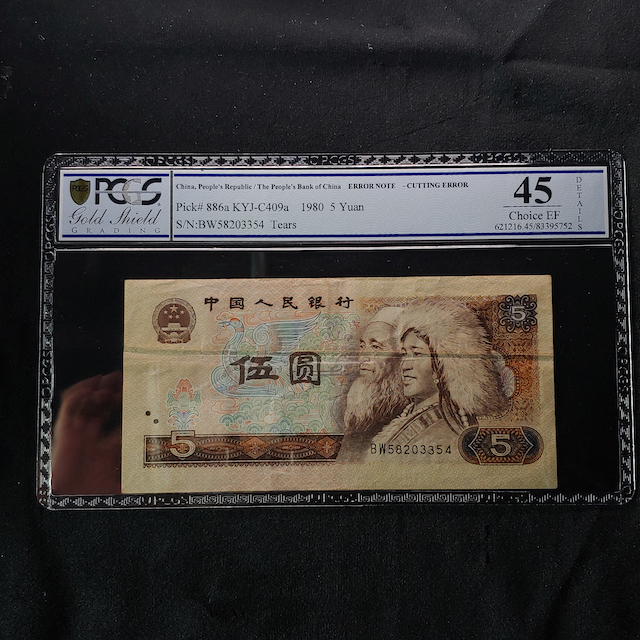 PCGS
Gold Shield
GRADING
China, People's Republic / The People's Bank of China ERROR NOTE - CUTTING ERROR
Pick# 886a KYJ-C409a 1980 5 Yuan
S/N:BW58203354 Tears
45
Choice EF
621216.45/83395752
DETAILS
中国人民银行
5
伍圆
BW58203354
5
5